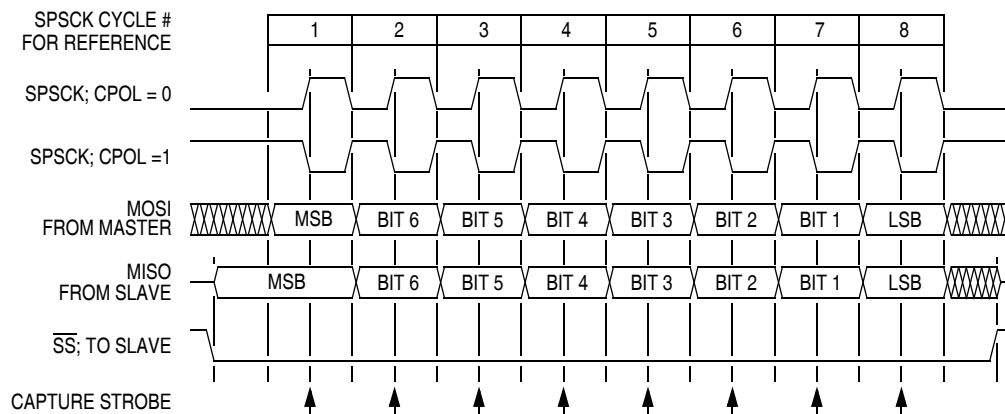 SPSCK CYCLE #
FOR REFERENCE
1 2 3 4 5 6 7 8
SPSCK; CPOL = 0
SPSCK; CPOL =1
MOSI
FROM MASTER
MSB BIT 6 BIT 5 BIT 4 BIT 3 BIT 2 BIT 1 LSB
MISO
FROM SLAVE
MSB BIT 6 BIT 5 BIT 4 BIT 3 BIT 2 BIT 1 LSB
SS; TO SLAVE
CAPTURE STROBE